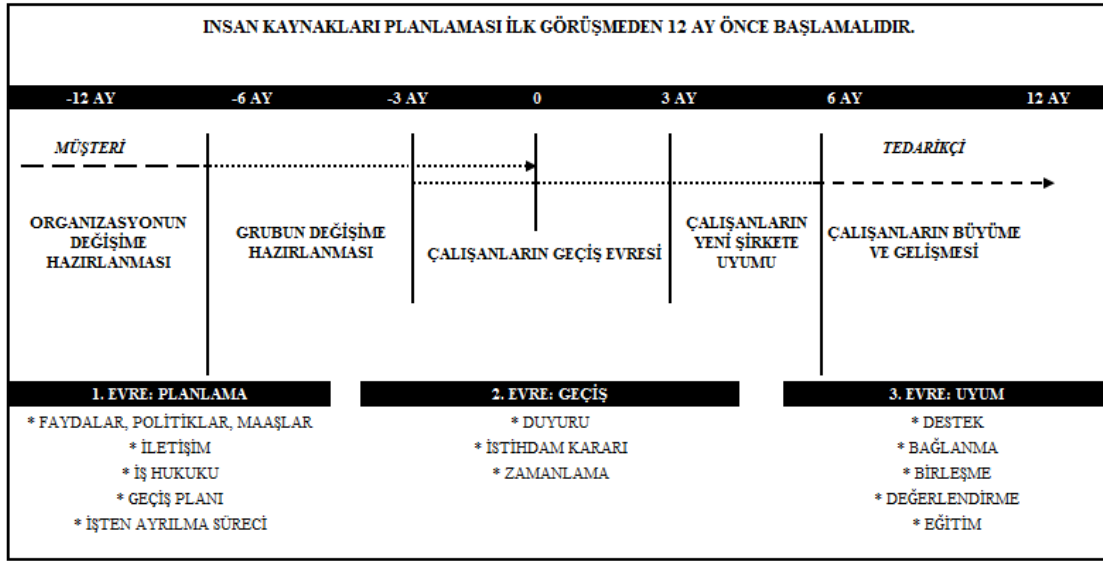 INSAN KAYNAKLARI PLANLAMASI İLK GÖRÜŞMEDEN 12 AY ÖNCE BAŞLAMALIDIR.
-12 AY -6 AY -3 AY 0 3 AY 6 AY 12 AY
MÜŞTERİ
TEDARİKÇİ
ORGANIZASYONUN
DEĞİŞİME
HAZIRLANMASI
GRUBUN DEĞİŞİME
HAZIRLANMASI
ÇALIŞANLARIN GEÇİŞ EVRESİ
ÇALIŞANLARIN
YENİ ŞİRKETE
UYUMU
ÇALIŞANLARIN BÜYÜME
VE GELİŞMESİ
1. EVRE: PLANLAMA
* FAYDALAR, POLİTİKLAR, MAAŞLAR
* İLETİŞİM
* İŞ HUKUKU
* GEÇİŞ PLANI
* İŞTEN AYRILMA SÜRECİ
2. EVRE: GEÇİŞ
* DUYURU
* İSTİHDAM KARARI
* ZAMANLAMA
3. EVRE: UYUM
* DESTEK
* BAĞLANMA
* BİRLEŞME
* DEĞERLENDİRME
* EĞİTİM